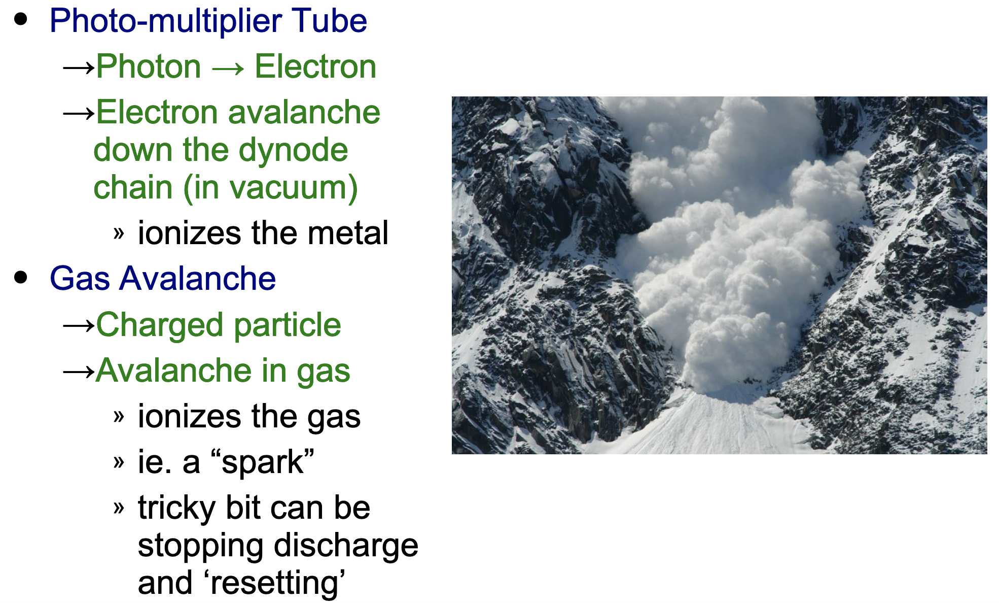 • Photo-multiplier Tube
→Photon → Electron
→Electron avalanche
down the dynode
chain (in vacuum)
» ionizes the metal
• Gas Avalanche
→Charged particle
→Avalanche in gas
» ionizes the gas
» ie. a “spark”
» tricky bit can be
stopping discharge
and ‘resetting’